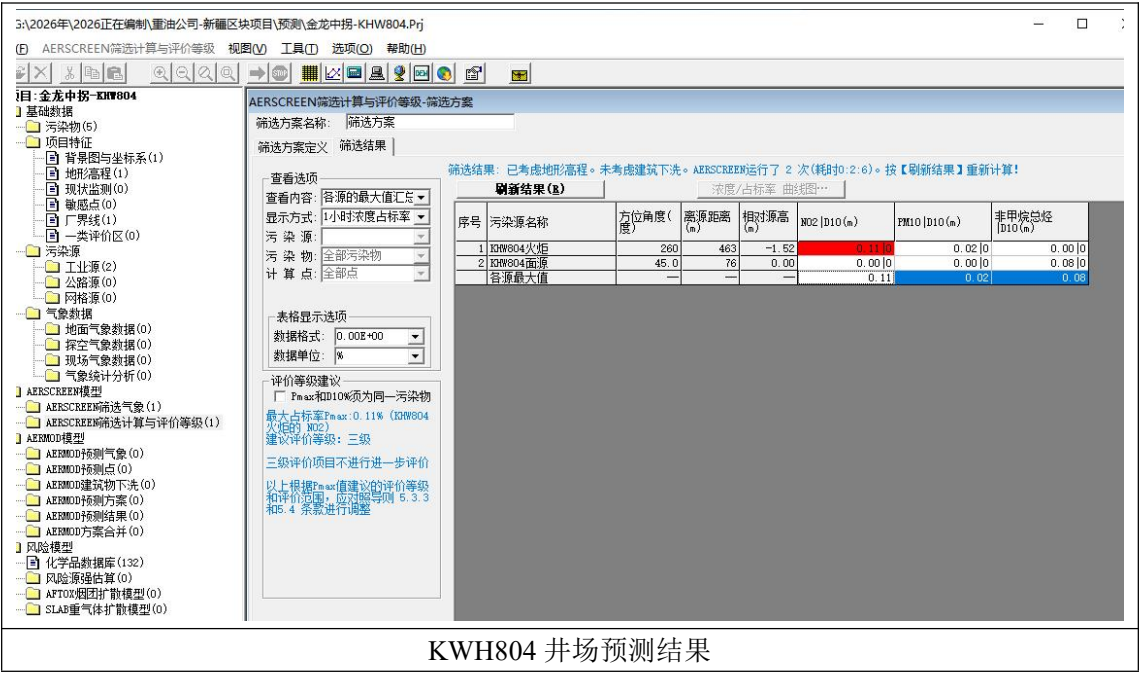 G:\2026年\2026正在编制\重油公司-新疆区块项目\预测\金龙中拐-KHW804.Prj
(F) AERSCREEN筛选计算与评价等级 视图(V) 工具(T) 选项(O) 帮助(H)
项目:金龙中拐-KHW804
基础数据
污染物(5)
项目特征
背景图与坐标系(1)
地形高程(1)
现状监测(0)
敏感点(0)
厂界线(1)
一类评价区(0)
污染源
工业源(2)
公路源(0)
网格源(0)
气象数据
地面气象数据(0)
探空气象数据(0)
现场气象数据(0)
气象统计分析(0)
AERSCREEN模型
AERSCREEN筛选气象(1)
AERSCREEN筛选计算与评价等级(1)
AERMOD模型
AERMOD预测气象(0)
AERMOD预测点(0)
AERMOD建筑物下洗(0)
AERMOD预测方案(0)
AERMOD预测结果(0)
AERMOD方案合并(0)
风险模型
化学品数据库(132)
风险源强估算(0)
AFTOX烟团扩散模型(0)
SLAB重气体扩散模型(0)
AERSCREEN筛选计算与评价等级-筛选方案
筛选方案名称: 筛选方案
筛选方案定义 筛选结果
筛选结果: 已考虑地形高程。未考虑建筑下洗。AERSCREEN运行了 2 次(耗时0:2:6)。按【刷新结果】重新计算!
刷新结果(R) 浓度/占标率 曲线图…
查看选项
查看内容: 各源的最大值汇总
显示方式: 1小时浓度占标率
污 染 源:
污 染 物: 全部污染物
计 算 点: 全部点
表格显示选项
数据格式: 0.00E+00
数据单位: %
评价等级建议
Pmax和D10%须为同一污染物
最大占标率Pmax:0.11% (KHW804
火炬的 NO2)
建议评价等级: 三级
三级评价项目不进行进一步评价
以上根据Pmax值建议的评价等级
和评价范围，应对照导则 5.3.3
和5.4 条款进行调整
序号 污染源名称 方位角度(度) 离源距离(m) 相对源高(m) NO2|D10(m) PM10|D10(m) 非甲烷总烃|D10(m)
1 KHW804火炬 260 463 -1.52 0.11|0 0.02|0 0.00|0
2 KHW804面源 45.0 76 0.00 0.00|0 0.00|0 0.08|0
各源最大值 — — — 0.11 0.02 0.08
KWH804 井场预测结果